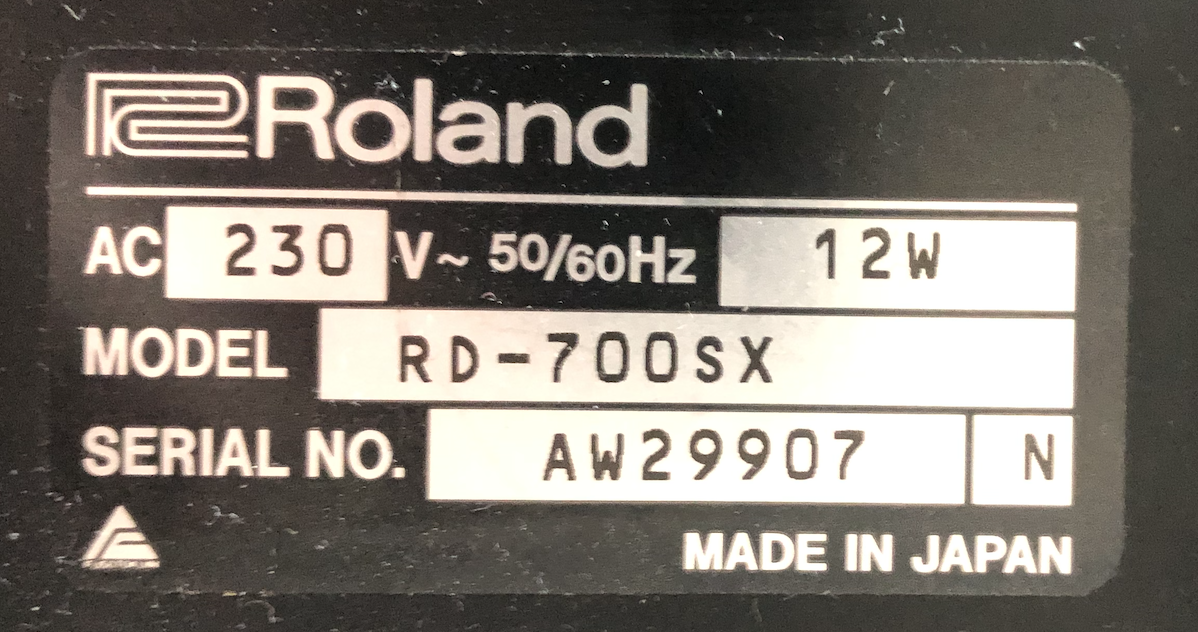 Roland
AC 230 V~ 50/60Hz 12W
MODEL RD-700SX
SERIAL NO. AW29907 N
MADE IN JAPAN